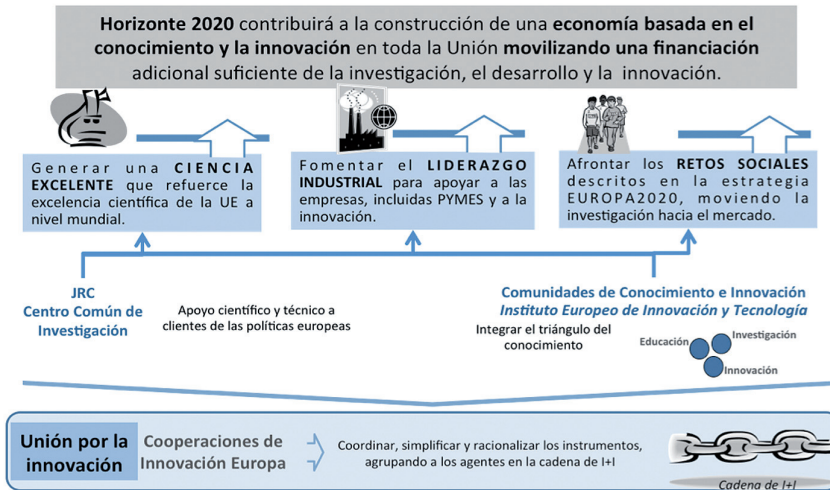 Horizonte 2020 contribuirá a la construcción de una economía basada en el
conocimiento y la innovación en toda la Unión movilizando una financiación
adicional suficiente de la investigación, el desarrollo y la innovación.
Generar una CIENCIA
EXCELENTE que refuerce la
excelencia científica de la UE a
nivel mundial.
Fomentar el LIDERAZGO
INDUSTRIAL para apoyar a las
empresas, incluidas PYMES y a la
innovación.
Afrontar los RETOS SOCIALES
descritos en la estrategia
EUROPA2020, moviendo la
investigación hacia el mercado.
JRC
Centro Común de
Investigación
Apoyo científico y técnico a
clientes de las políticas europeas
Comunidades de Conocimiento e Innovación
Instituto Europeo de Innovación y Tecnología
Integrar el triángulo del
conocimiento
Educación
Investigación
Innovación
Unión por la
innovación
Cooperaciones de
Innovación Europa
Coordinar, simplificar y racionalizar los instrumentos,
agrupando a los agentes en la cadena de I+I
Cadena de I+I